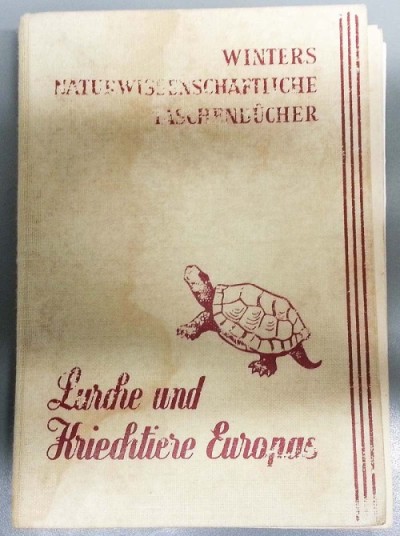 WINTERS
NATURWISSENSCHAFTLICHE
TASCHENBÜCHER
Lurche und
Kriechtiere Europas